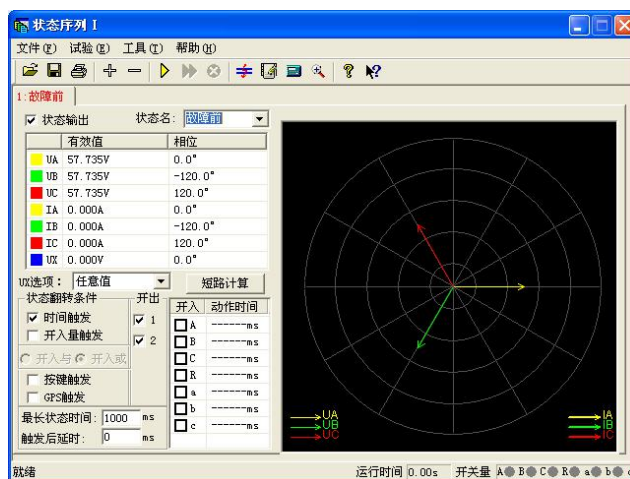 状态序列 I
文件(F) 试验(E) 工具(T) 帮助(H)
1:故障前
状态输出 状态名: 故障前
有效值 相位
UA 57.735V 0.0°
UB 57.735V -120.0°
UC 57.735V 120.0°
IA 0.000A 0.0°
IB 0.000A -120.0°
IC 0.000A 120.0°
UX 0.000V 0.0°
UX选项: 任意值 短路计算
状态翻转条件 开出
时间触发 1
开入量触发 2
开入与 开入或
按键触发
GPS触发
最长状态时间: 1000 ms
触发后延时: 0 ms
开入 动作时间
A ------ms
B ------ms
C ------ms
R ------ms
a ------ms
b ------ms
c ------ms
UA
UB
UC
IA
IB
IC
就绪 运行时间 0.00s 开关量 A B C R a b c